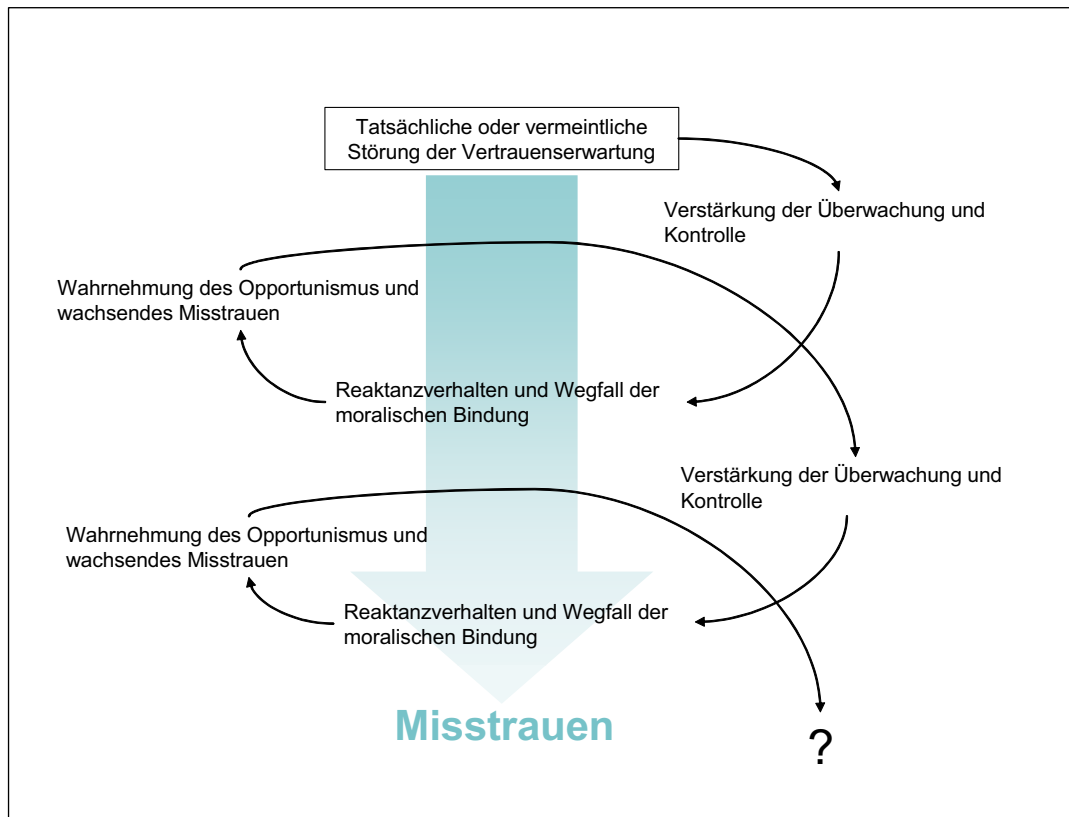 Tatsächliche oder vermeintliche
Störung der Vertrauenserwartung
Verstärkung der Überwachung und
Kontrolle
Wahrnehmung des Opportunismus und
wachsendes Misstrauen
Reaktanzverhalten und Wegfall der
moralischen Bindung
Verstärkung der Überwachung und
Kontrolle
Wahrnehmung des Opportunismus und
wachsendes Misstrauen
Reaktanzverhalten und Wegfall der
moralischen Bindung
Misstrauen
?